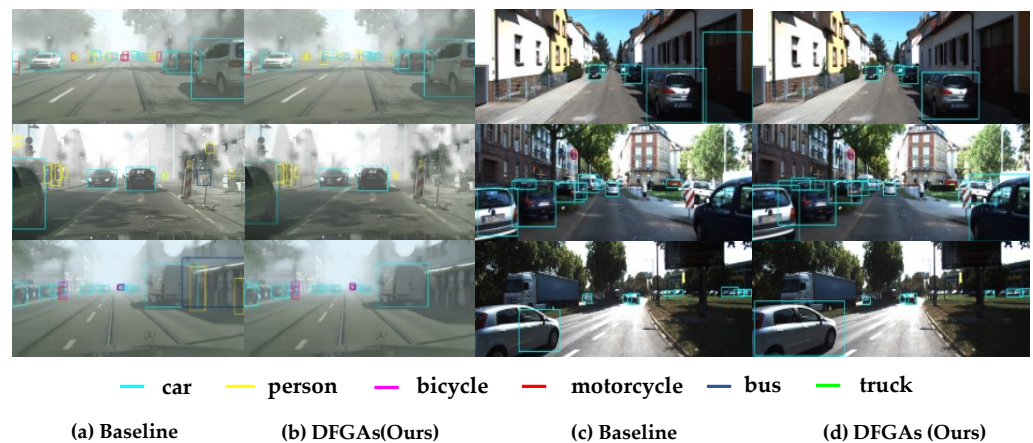 car person bicycle motorcycle bus truck
(a) Baseline (b) DFGAs(Ours) (c) Baseline (d) DFGAs (Ours)